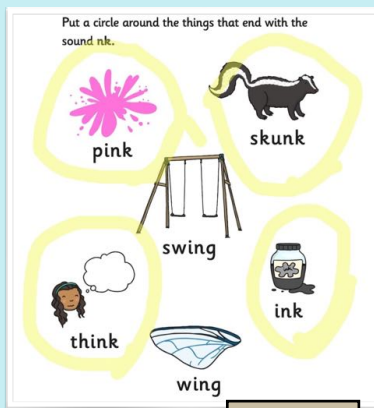 Put a circle around the things that end with the
sound nk.
pink
skunk
swing
think
ink
wing